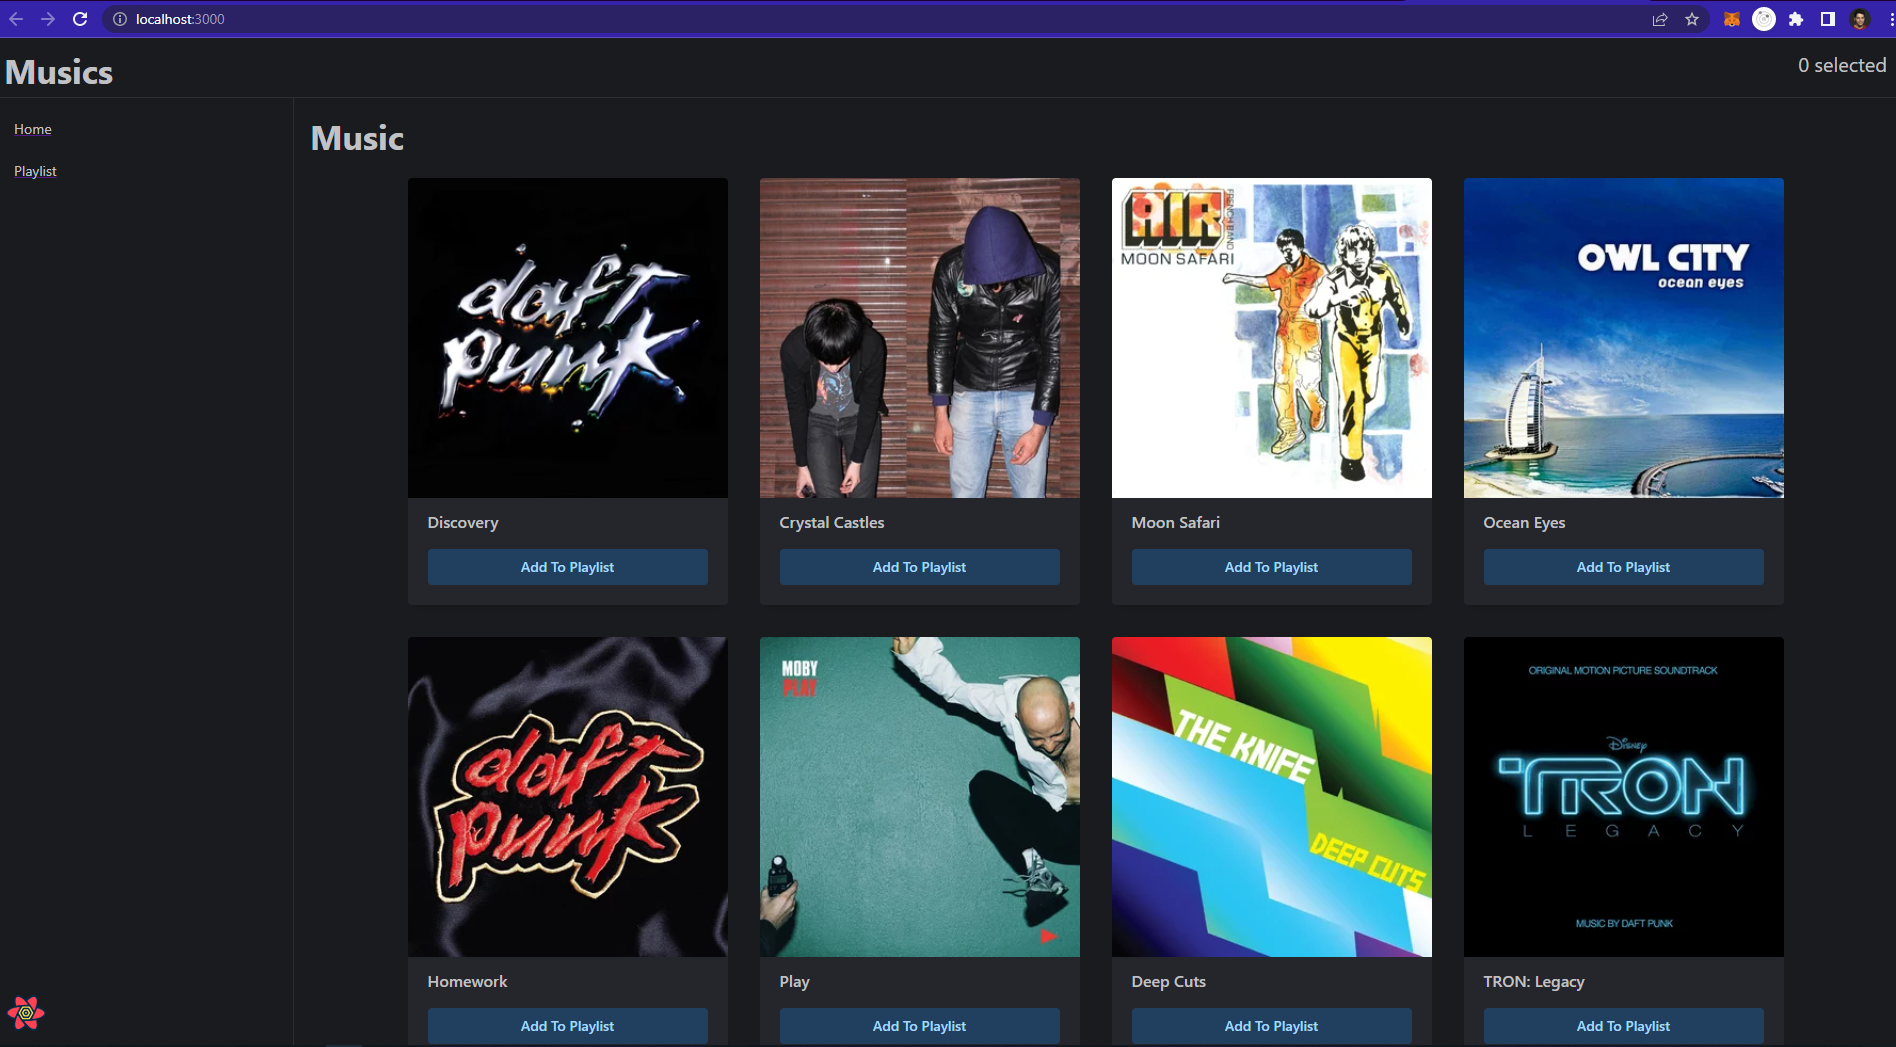 localhost:3000
Musics
0 selected
Home
Playlist
Music
daft
punk
AIR
FRENCH BAND
MOON SAFARI
OWL CITY
ocean eyes
Discovery
Crystal Castles
Moon Safari
Ocean Eyes
Add To Playlist
Add To Playlist
Add To Playlist
Add To Playlist
daft
punk
MOBY
PLAY
THE KNIFE
DEEP CUTS
ORIGINAL MOTION PICTURE SOUNDTRACK
Disney
TRON
LEGACY
MUSIC BY DAFT PUNK
Homework
Play
Deep Cuts
TRON: Legacy
Add To Playlist
Add To Playlist
Add To Playlist
Add To Playlist